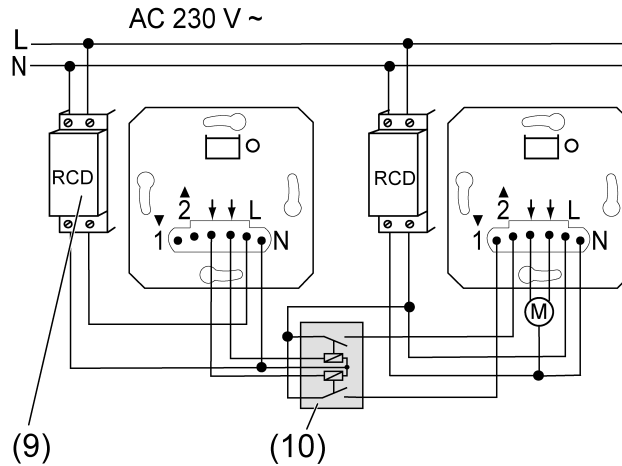 AC 230 V ~
L
N
RCD
▲
▼ 2 ↓ ↓ L
1 N
RCD
▲
▼ 2 ↓ ↓ L
1 N
M
(9)
(10)